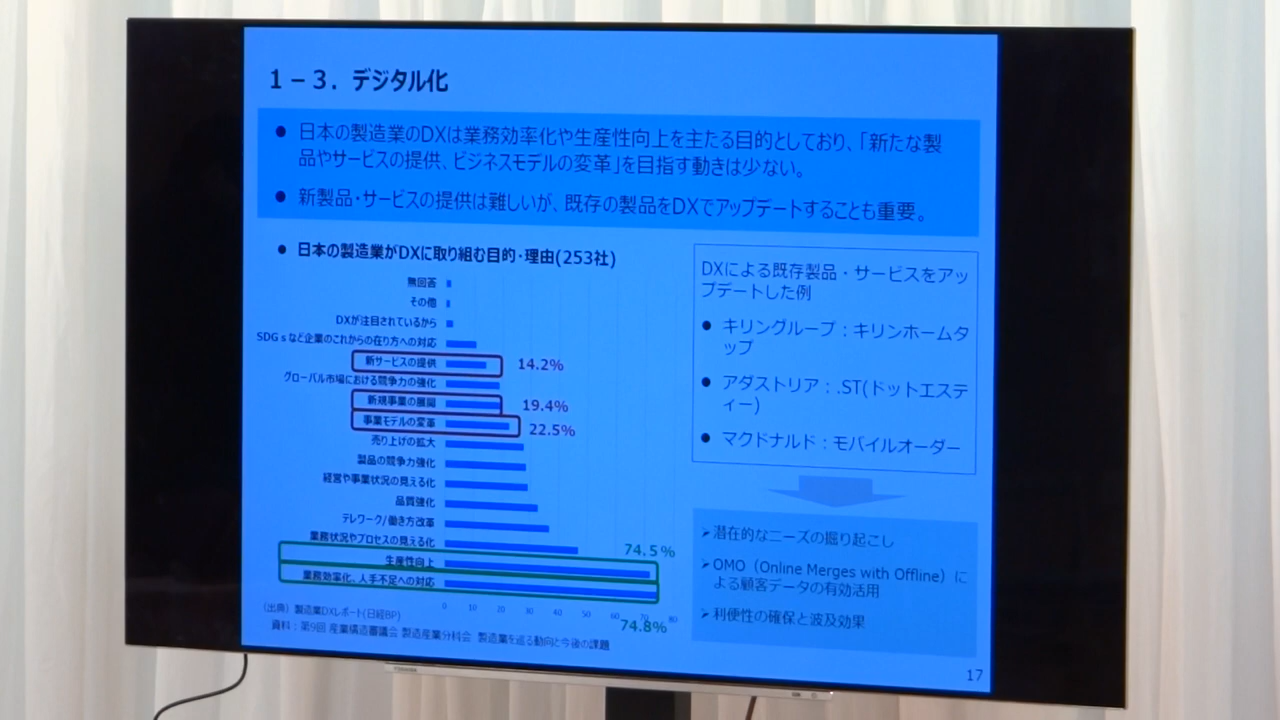 1－3．デジタル化
● 日本の製造業のDXは業務効率化や生産性向上を主たる目的としており、「新たな製
品やサービスの提供、ビジネスモデルの変革」を目指す動きは少ない。
● 新製品・サービスの提供は難しいが、既存の製品をDXでアップデートすることも重要。
● 日本の製造業がDXに取り組む目的・理由(253社)
無回答
その他
DXが注目されているから
SDGｓなど企業のこれからの在り方への対応
新サービスの提供 14.2%
グローバル市場における競争力の強化
新規事業の展開 19.4%
事業モデルの変革 22.5%
売り上げの拡大
製品の競争力強化
経営や事業状況の見える化
品質強化
テレワーク/働き方改革
業務状況やプロセスの見える化 74.5%
生産性向上
業務効率化、人手不足への対応
0 10 20 30 40 50 60 70 80
74.8%
（出典）製造業DXレポート(日経BP)
資料：第9回 産業構造審議会 製造産業分科会 製造業を巡る動向と今後の課題
DXによる既存製品・サービスをアッ
プデートした例
● キリングループ：キリンホームタ
ップ
● アダストリア：.ST(ドットエスティ
ィー)
● マクドナルド：モバイルオーダー
➢潜在的なニーズの掘り起こし
➢OMO（Online Merges with Offline）に
よる顧客データの有効活用
➢利便性の確保と波及効果
17
TOSHIBA